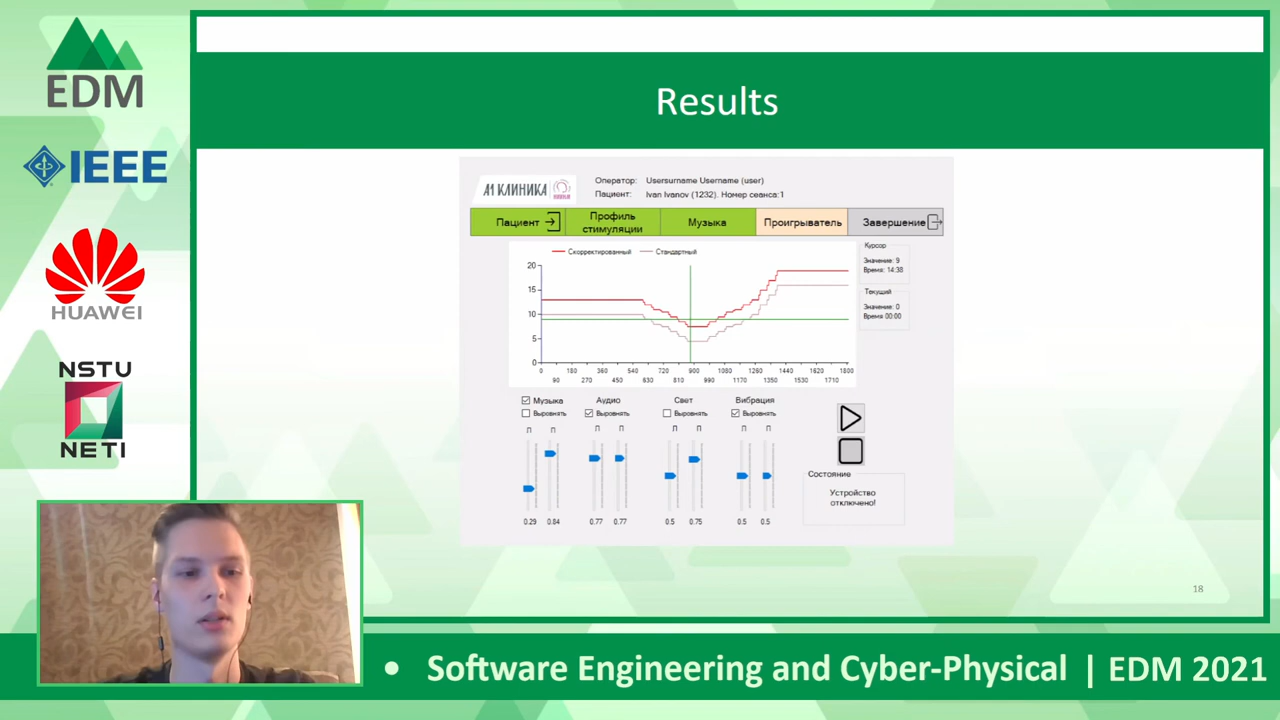 EDM
IEEE
HUAWEI
NSTU
NETI
Results
А1 КЛИНИКА
Оператор: Usersurname Username (user)
Пациент: Ivan Ivanov (1232). Номер сеанса:1
Пациент
Профиль стимуляции
Музыка
Проигрыватель
Завершение
Скорректированный
Стандартный
20
15
10
5
0
0 180 360 540 720 900 1080 1260 1440 1620 1800
90 270 450 630 810 990 1170 1350 1530 1710
Курсор
Значение: 9
Время: 14:38
Текущий
Значение: 0
Время 00:00
Музыка Аудио Свет Вибрация
Выровнять Выровнять Выровнять Выровнять
Л П Л П Л П Л П
0.29 0.84 0.77 0.77 0.5 0.75 0.5 0.5
Состояние
Устройство
отключено!
18
• Software Engineering and Cyber-Physical | EDM 2021